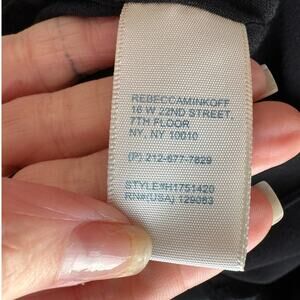 REBECCAMINKOFF
16 W 22ND STREET,
7TH FLOOR
NY, NY 10010
(P) 212-677-7829
STYLE#H1751420
RN#(USA) 129083